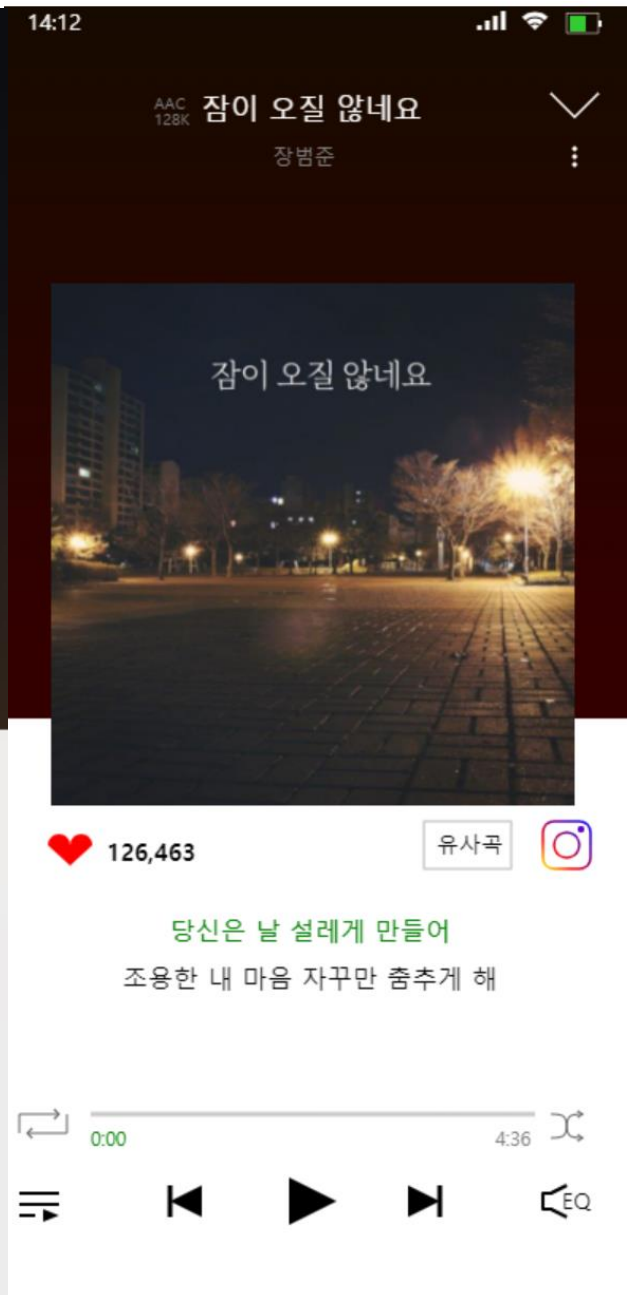 14:12
AAC
128K
잠이 오질 않네요
장범준
잠이 오질 않네요
126,463
유사곡
당신은 날 설레게 만들어
조용한 내 마음 자꾸만 춤추게 해
0:00
4:36
EQ